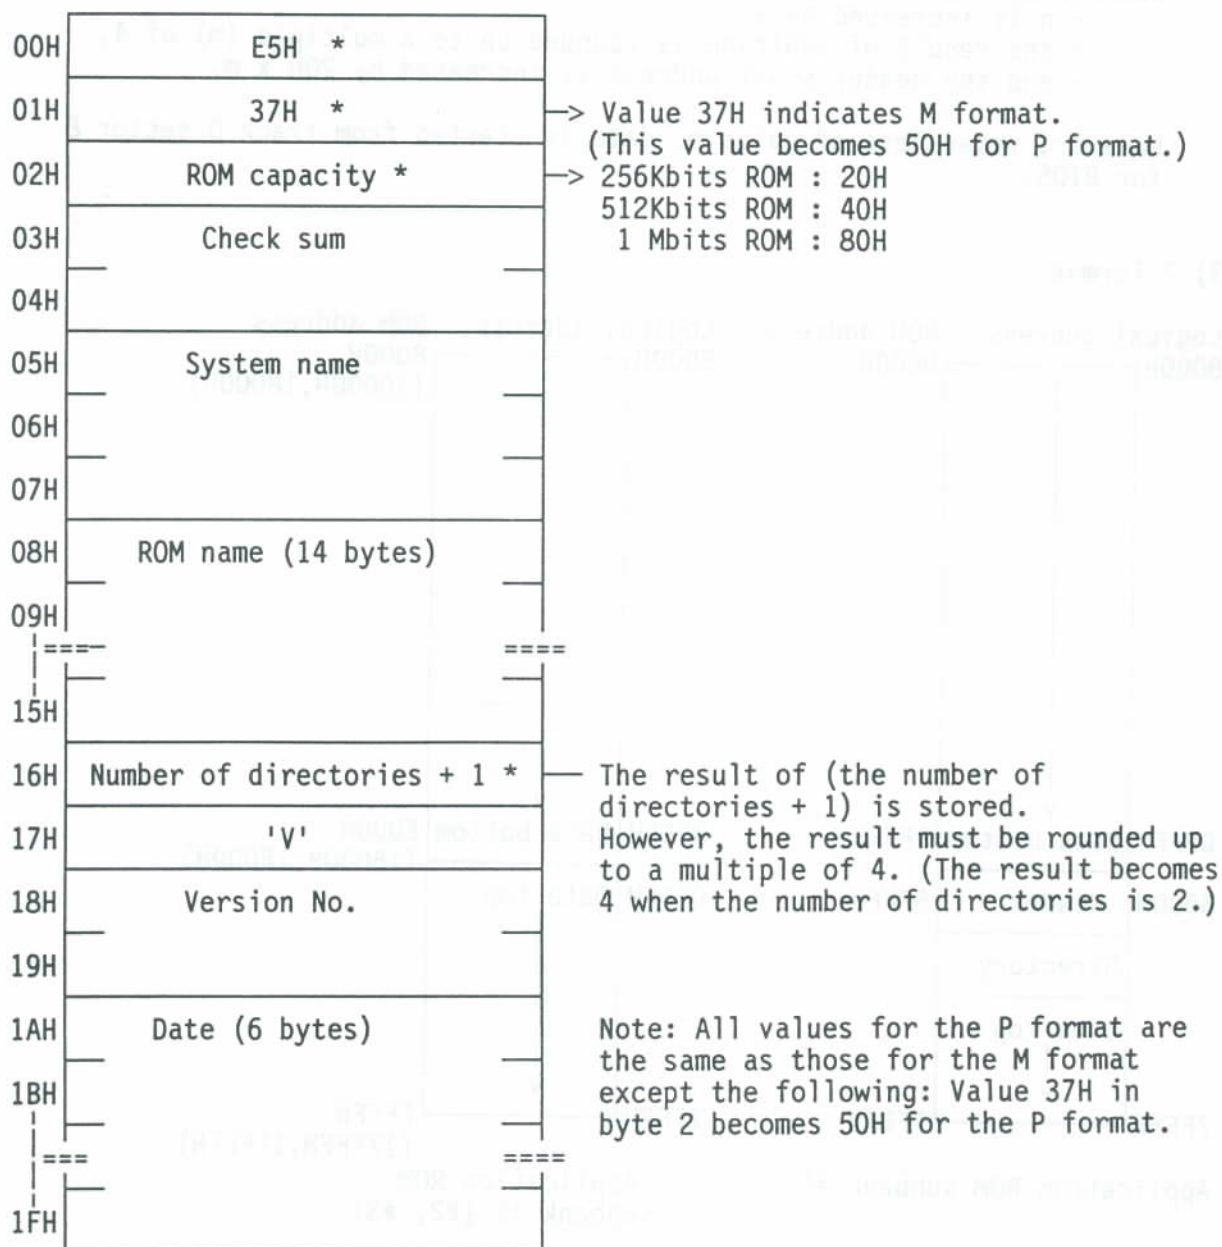 00H E5H *
01H 37H * -> Value 37H indicates M format.
(This value becomes 50H for P format.)
02H ROM capacity * -> 256Kbits ROM : 20H
512Kbits ROM : 40H
03H Check sum 1 Mbits ROM : 80H
04H
05H System name
06H
07H
08H ROM name (14 bytes)
09H
15H
16H Number of directories + 1 * The result of (the number of
directories + 1) is stored.
17H 'V' However, the result must be rounded up
to a multiple of 4. (The result becomes
18H Version No. 4 when the number of directories is 2.)
19H
1AH Date (6 bytes) Note: All values for the P format are
the same as those for the M format
1BH except the following: Value 37H in
byte 2 becomes 50H for the P format.
1FH